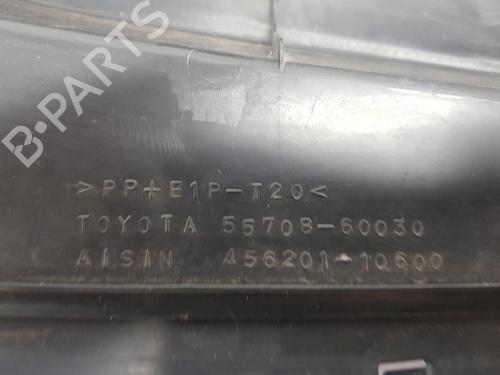 B-PARTS
>PP+E1P-T20<
TOYOTA 55708-60030
AISIN 456201-10600